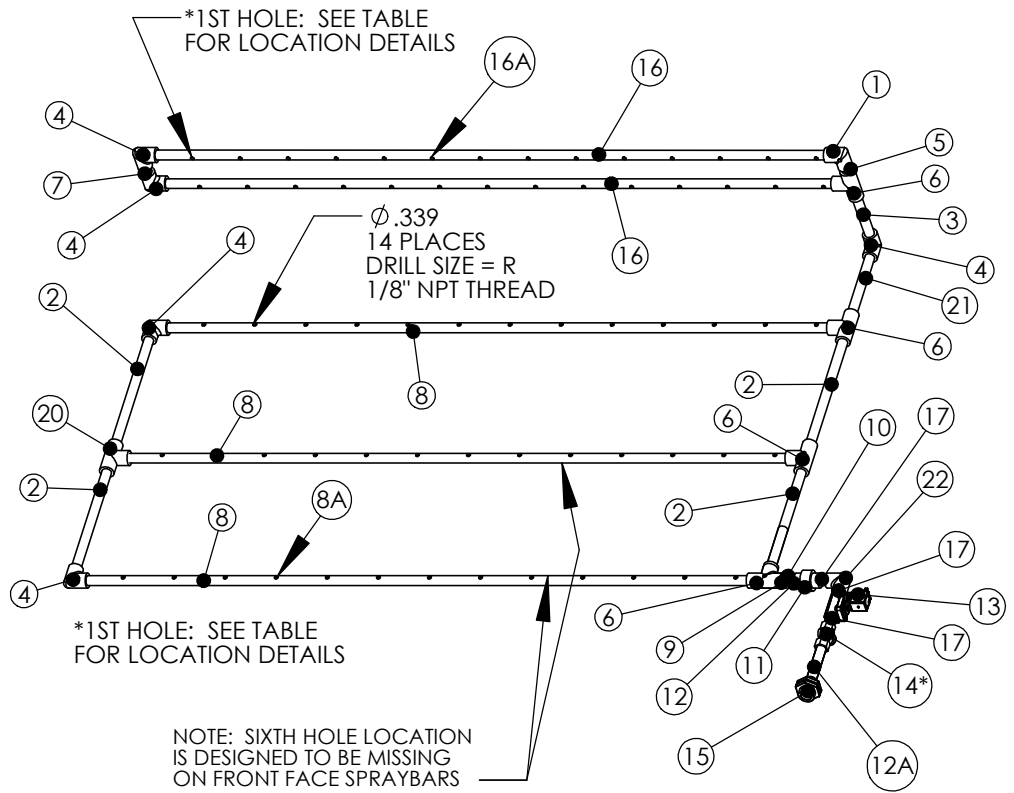 *1ST HOLE: SEE TABLE
FOR LOCATION DETAILS
16A
16
1
4
5
7
6
4
16
3
4
4
21
Ø .339
14 PLACES
DRILL SIZE = R
1/8" NPT THREAD
2
6
8
2
20
8
6
10
17
22
2
8
8A
2
17
4
13
6
9
17
11
14*
12
*1ST HOLE: SEE TABLE
FOR LOCATION DETAILS
15
12A
NOTE: SIXTH HOLE LOCATION
IS DESIGNED TO BE MISSING
ON FRONT FACE SPRAYBARS